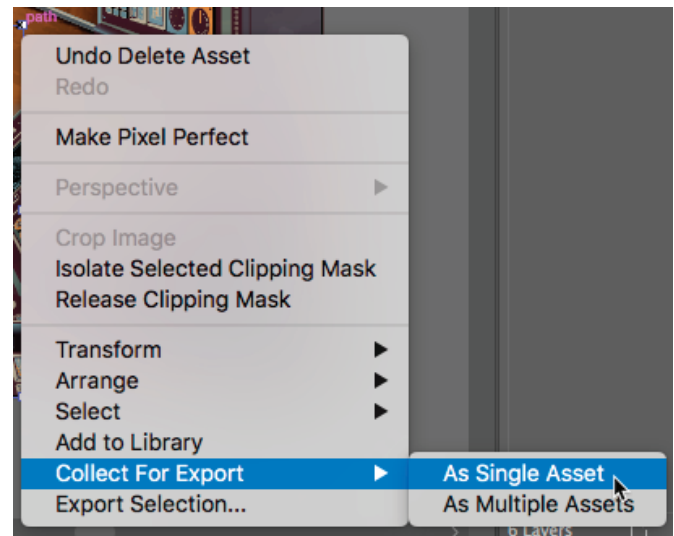 path
Undo Delete Asset
Redo
Make Pixel Perfect
Perspective
Crop Image
Isolate Selected Clipping Mask
Release Clipping Mask
Transform
Arrange
Select
Add to Library
Collect For Export
As Single Asset
Export Selection...
As Multiple Assets
6 Layers